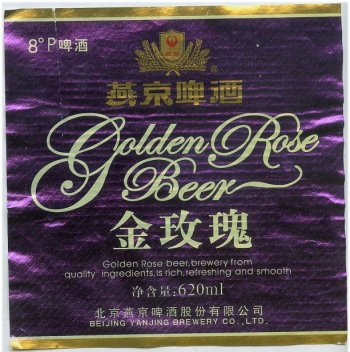 8°P啤酒
®
燕京啤酒
Golden Rose
Beer
金玫瑰
Golden Rose beer,brewery from
quality ingredients,is rich,refreshing and smooth
净含量:620ml
北京燕京啤酒股份有限公司
BEIJING YANJING BREWERY CO.,LTD.